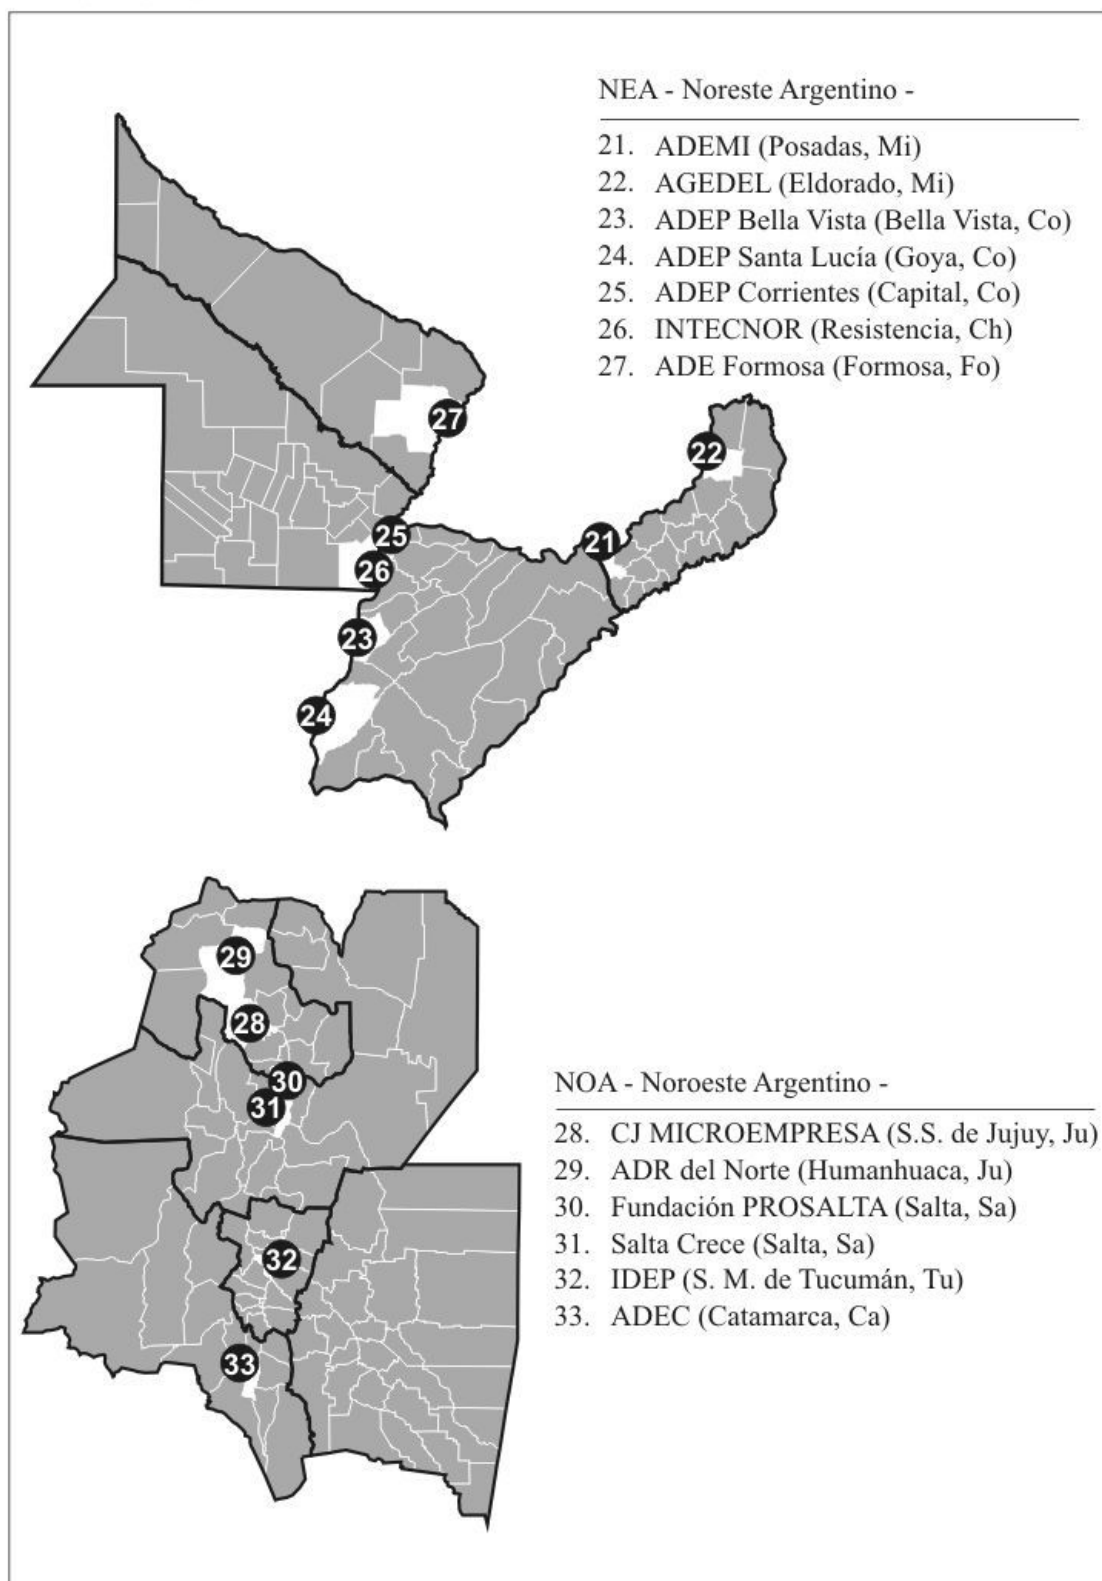 NEA - Noreste Argentino -
21. ADEMI (Posadas, Mi)
22. AGEDEL (Eldorado, Mi)
23. ADEP Bella Vista (Bella Vista, Co)
24. ADEP Santa Lucía (Goya, Co)
25. ADEP Corrientes (Capital, Co)
26. INTECNOR (Resistencia, Ch)
27. ADE Formosa (Formosa, Fo)
27
22
25
21
26
23
24
29
28
30
31
32
33
NOA - Noroeste Argentino -
28. CJ MICROEMPRESA (S.S. de Jujuy, Ju)
29. ADR del Norte (Humanhuaca, Ju)
30. Fundación PROSALTA (Salta, Sa)
31. Salta Crece (Salta, Sa)
32. IDEP (S. M. de Tucumán, Tu)
33. ADEC (Catamarca, Ca)